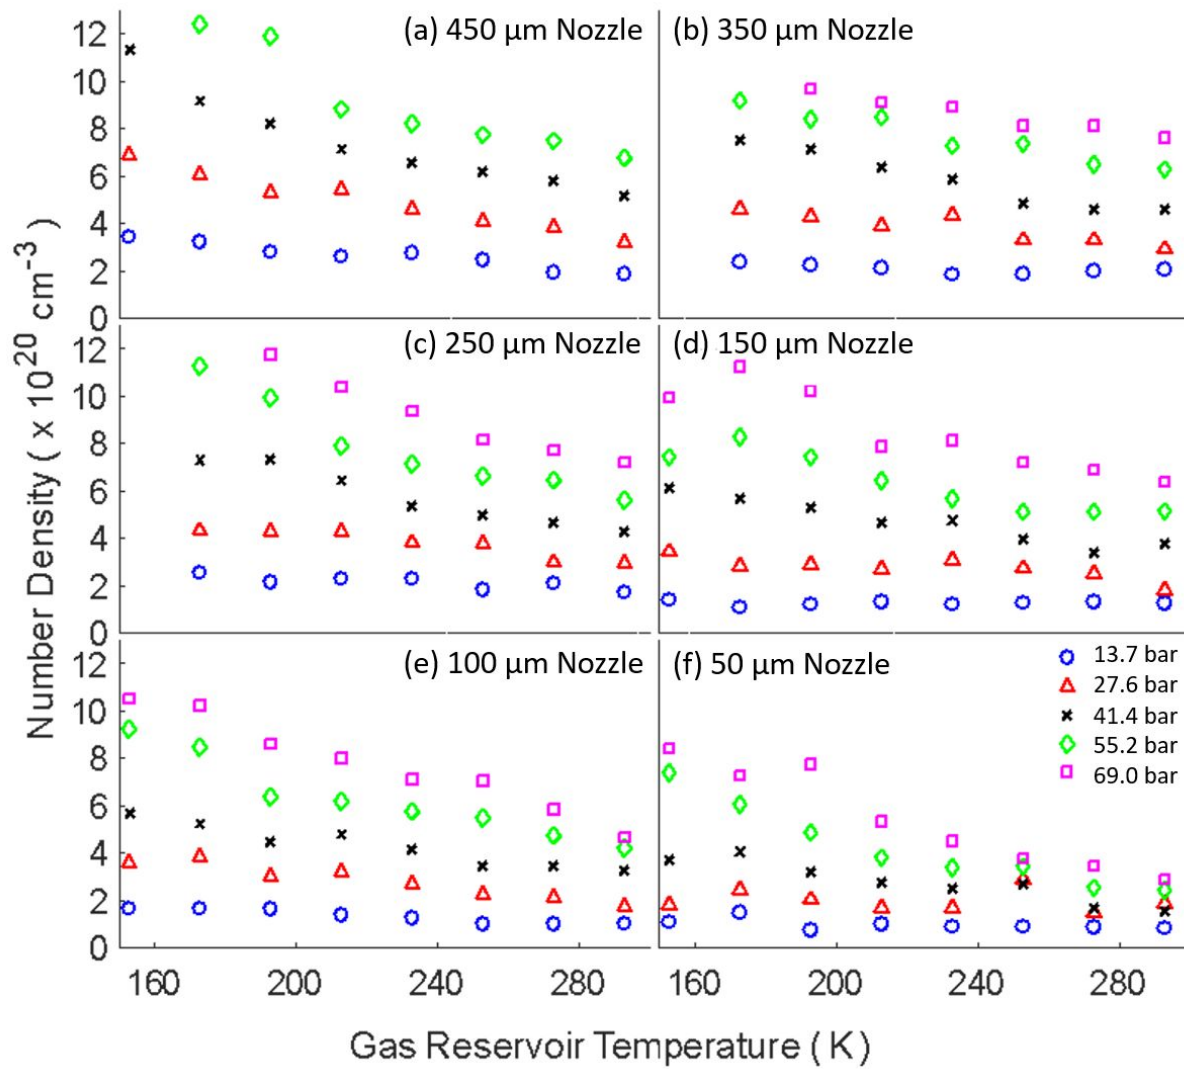 (a) 450 μm Nozzle
(b) 350 μm Nozzle
12
10
8
6
4
2
0
(c) 250 μm Nozzle
(d) 150 μm Nozzle
12
10
8
6
4
2
0
(e) 100 μm Nozzle
(f) 50 μm Nozzle
12
10
8
6
4
2
0
13.7 bar
27.6 bar
41.4 bar
55.2 bar
69.0 bar
160 200 240 280 160 200 240 280
Number Density ( x 10²⁰ cm⁻³ )
Gas Reservoir Temperature ( K )